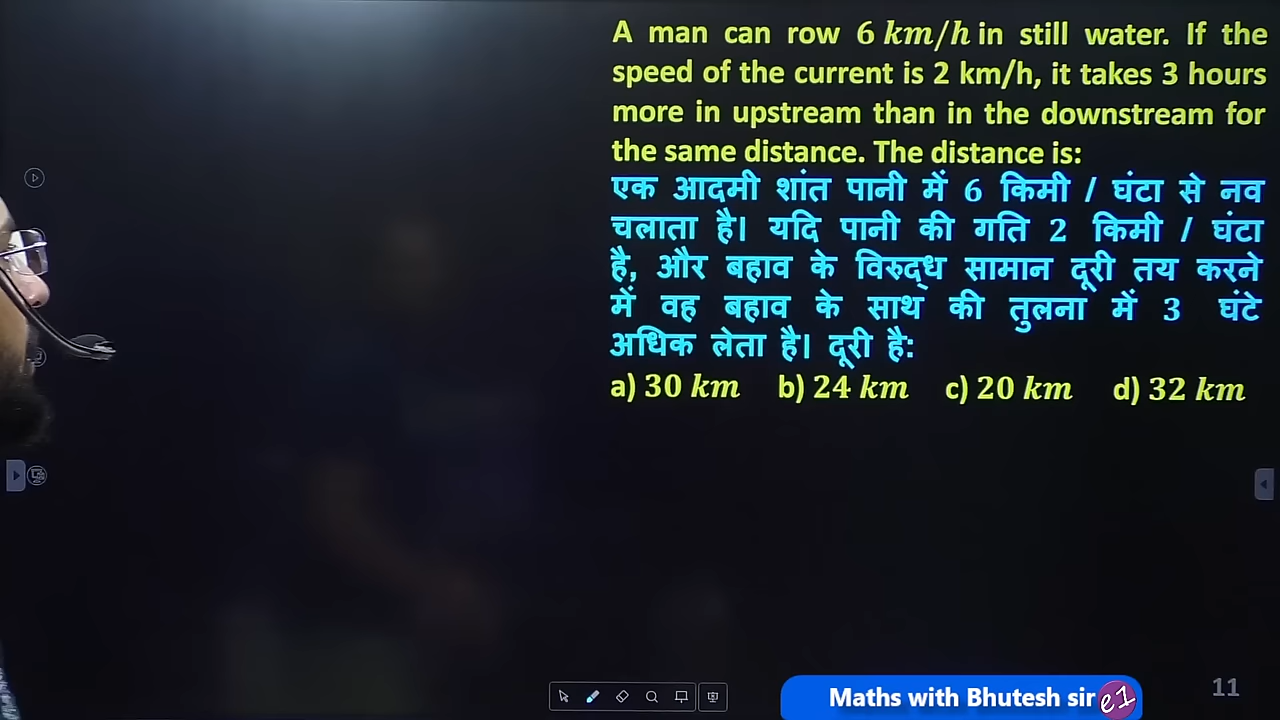 A man can row 6 km/h in still water. If the
speed of the current is 2 km/h, it takes 3 hours
more in upstream than in the downstream for
the same distance. The distance is:
एक आदमी शांत पानी में 6 किमी / घंटा से नव
चलाता है। यदि पानी की गति 2 किमी / घंटा
है, और बहाव के विरुद्ध सामान दूरी तय करने
में वह बहाव के साथ की तुलना में 3 घंटे
अधिक लेता है। दूरी है:
a) 30 km b) 24 km c) 20 km d) 32 km
Maths with Bhutesh sir e1
11